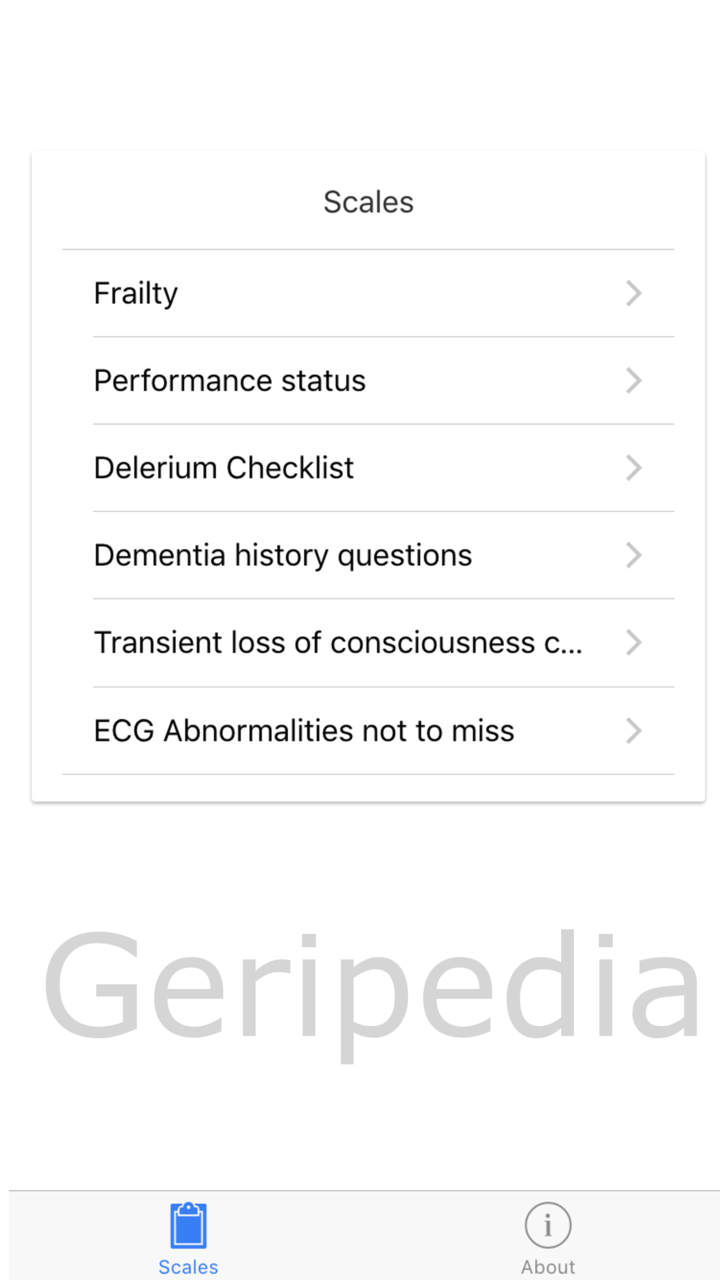 Scales
Frailty
Performance status
Delerium Checklist
Dementia history questions
Transient loss of consciousness c...
ECG Abnormalities not to miss
Geripedia
Scales
About